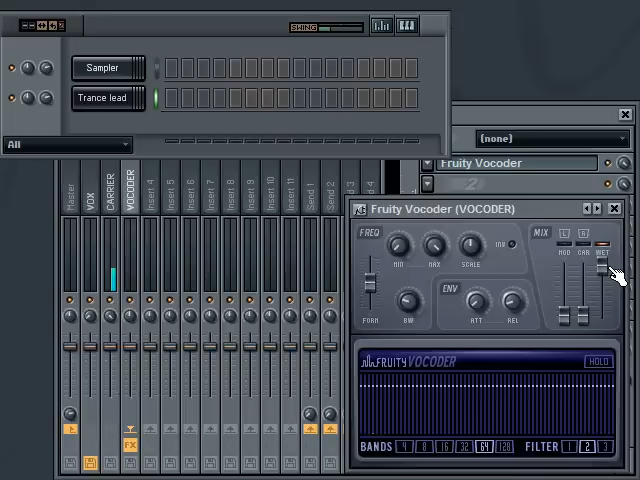 SWING
Sampler
Trance lead
All
(none)
Fruity Vocoder
2
Master
VOX
CARRIER
VOCODER
Insert 4
Insert 5
Insert 6
Insert 7
Insert 8
Insert 9
Insert 10
Insert 11
Send 1
Send 2
FX
Fruity Vocoder (VOCODER)
FREQ
MIN
MAX
SCALE
INV
MIX
L
R
MOD
CAR
WET
FORM
BW
ENV
ATT
REL
FRUITY VOCODER
HOLD
BANDS 4 8 16 32 64 128 FILTER 1 2 3